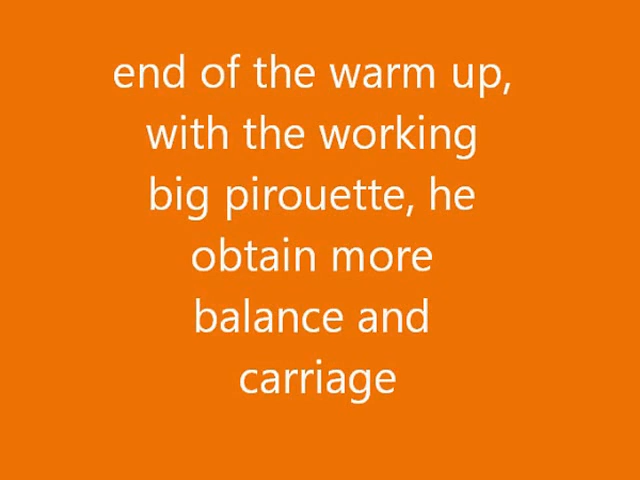 end of the warm up,
with the working
big pirouette, he
obtain more
balance and
carriage